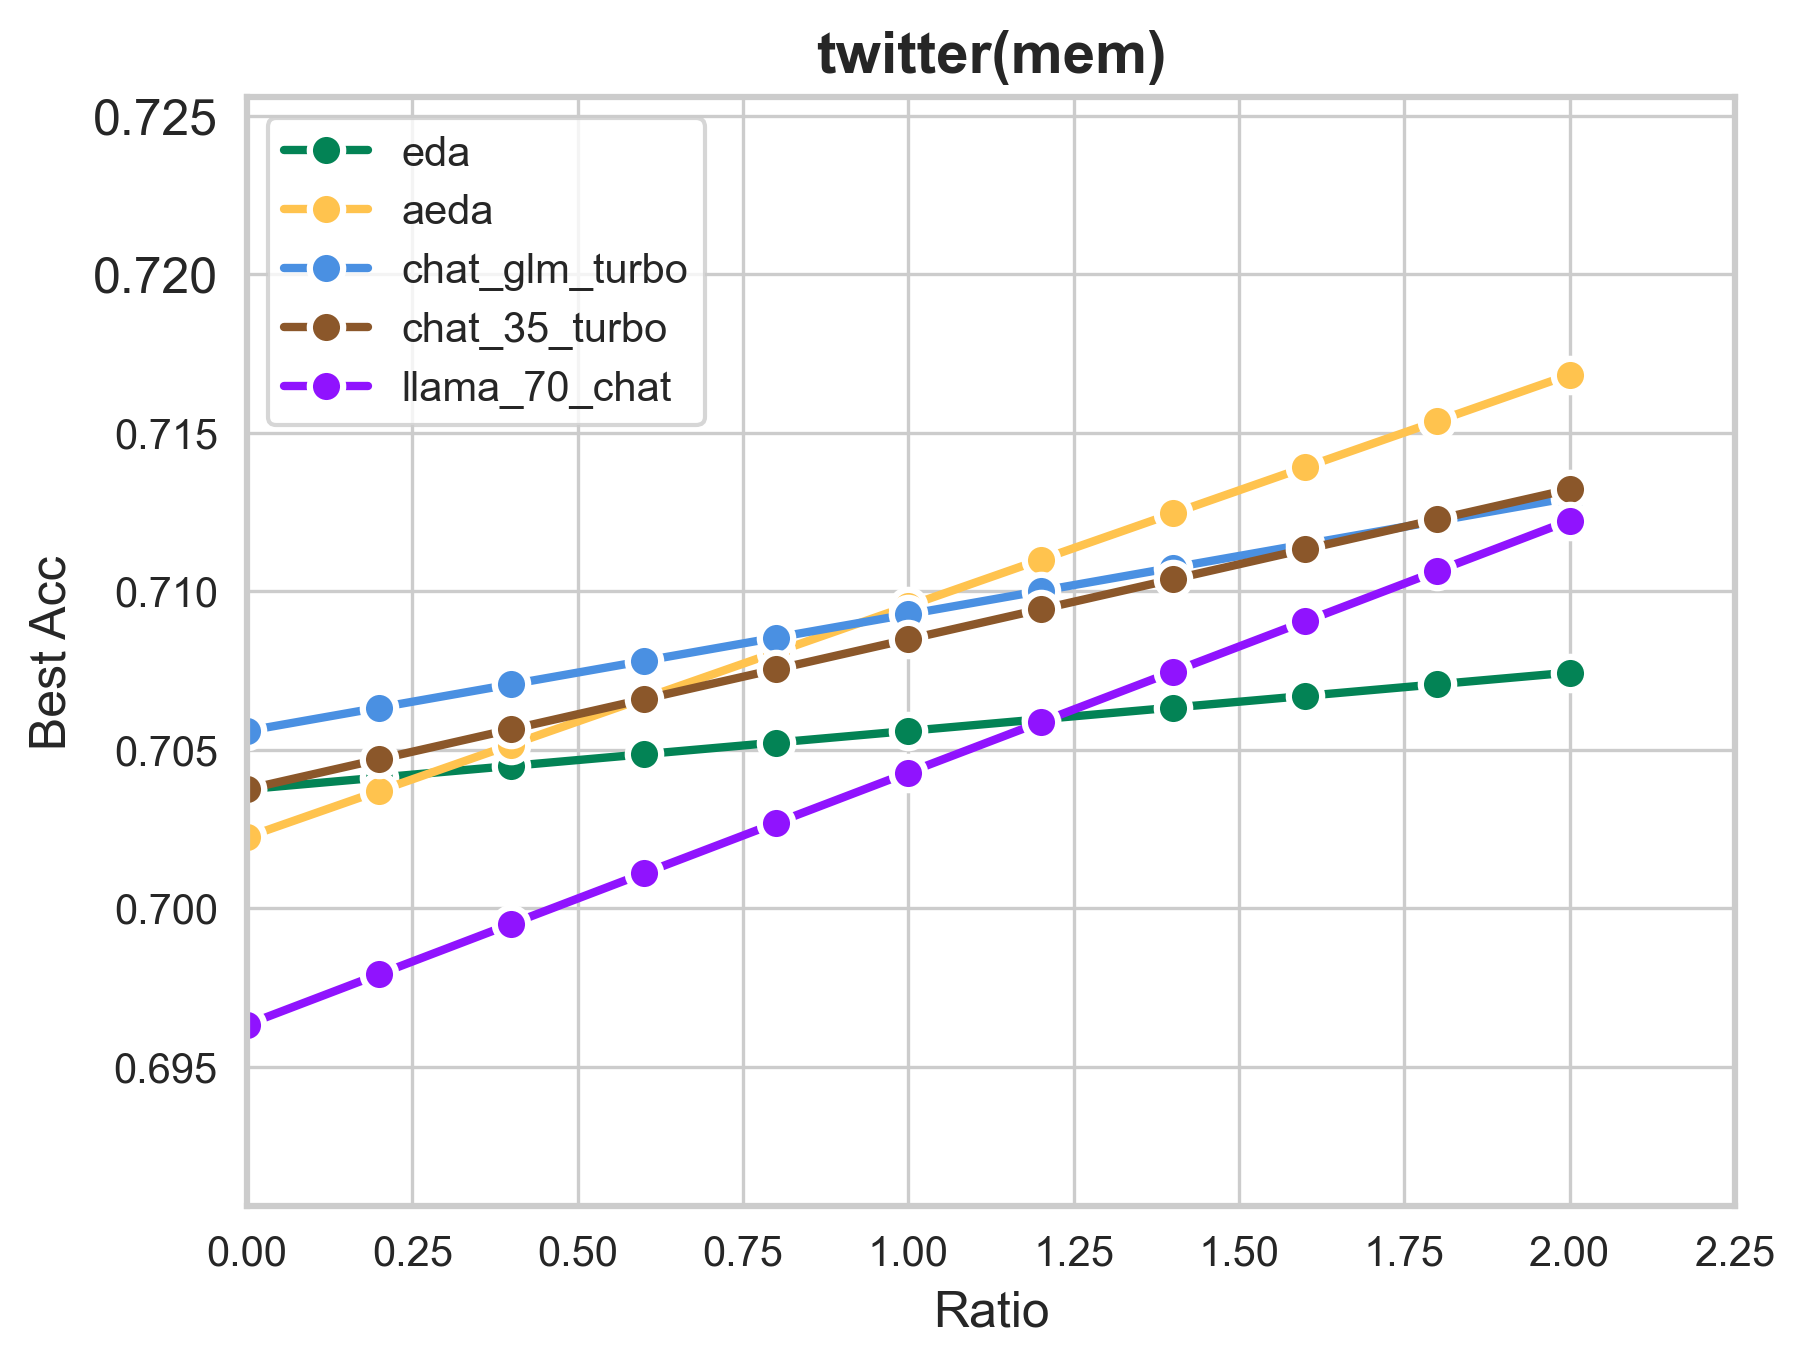 twitter(mem)
0.725
0.720
0.715
0.710
0.705
0.700
0.695
Best Acc
eda
aeda
chat_glm_turbo
chat_35_turbo
llama_70_chat
0.00 0.25 0.50 0.75 1.00 1.25 1.50 1.75 2.00 2.25
Ratio